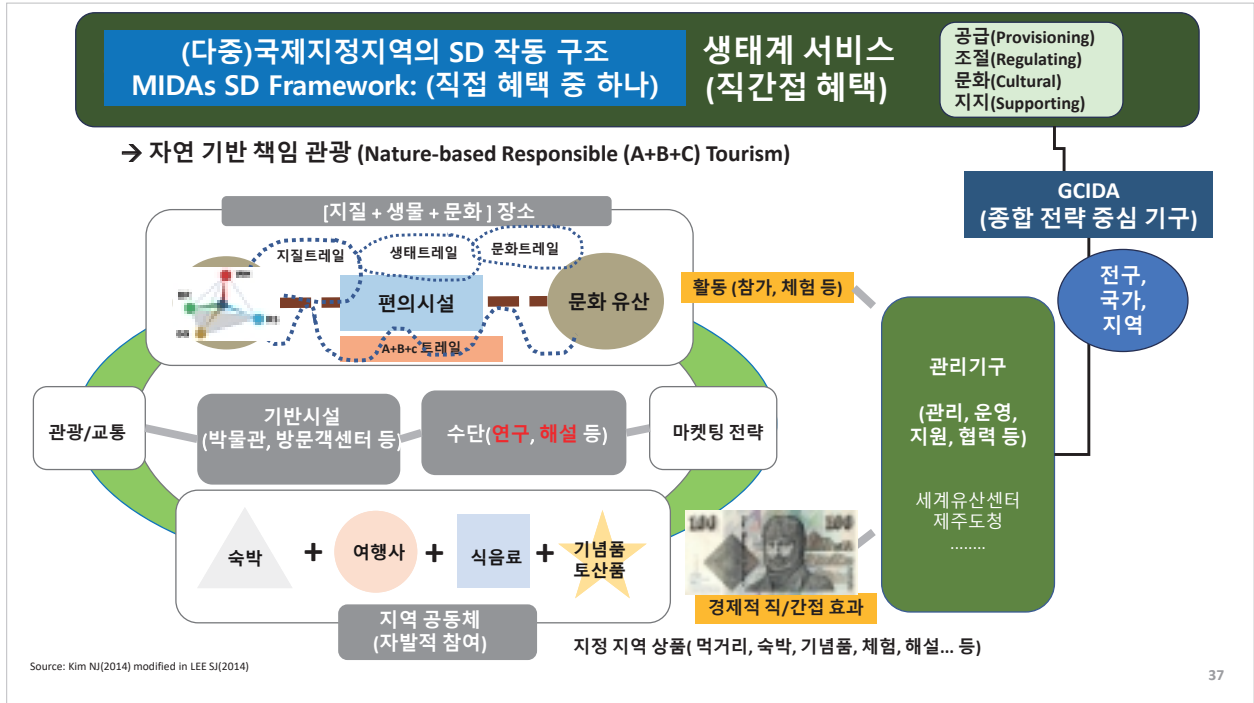 (다중)국제지정지역의 SD 작동 구조
MIDAs SD Framework: (직접 혜택 중 하나)
생태계 서비스
(직간접 혜택)
공급(Provisioning)
조절(Regulating)
문화(Cultural)
지지(Supporting)
→ 자연 기반 책임 관광 (Nature-based Responsible (A+B+C) Tourism)
GCIDA
(종합 전략 중심 기구)
[지질 + 생물 + 문화 ] 장소
지질트레일
생태트레일
문화트레일
편의시설
문화 유산
A+B+c 트레일
활동 (참가, 체험 등)
전구,
국가,
지역
관광/교통
기반시설
(박물관, 방문객센터 등)
수단(연구, 해설 등)
마케팅 전략
관리기구
(관리, 운영,
지원, 협력 등)
세계유산센터
제주도청
........
숙박
+
여행사
+
식음료
+
기념품
토산품
100
100
경제적 직/간접 효과
지역 공동체
(자발적 참여)
지정 지역 상품( 먹거리, 숙박, 기념품, 체험, 해설... 등)
Source: Kim NJ(2014) modified in LEE SJ(2014)
37